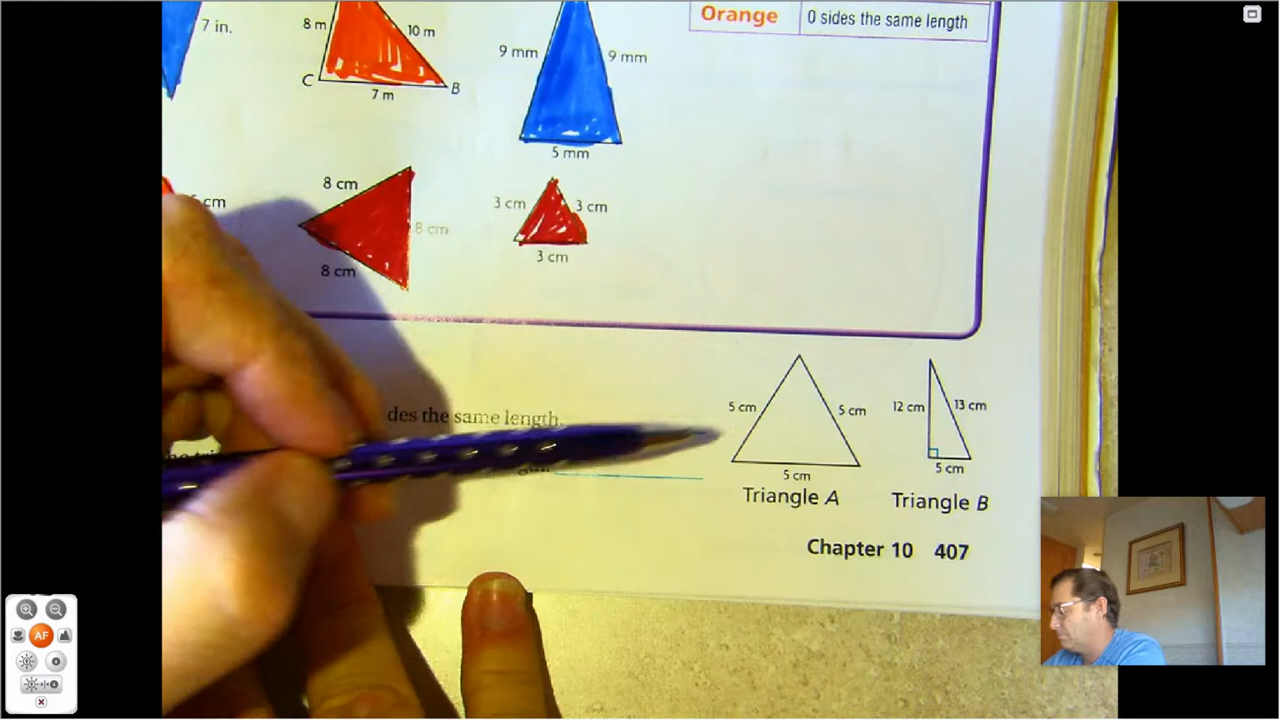 Orange 0 sides the same length
7 in.
8 m
10 m
C
B
7 m
9 mm
9 mm
5 mm
cm
8 cm
8 cm
8 cm
3 cm
3 cm
3 cm
des the same length.
5 cm
5 cm
5 cm
Triangle A
12 cm
13 cm
5 cm
Triangle B
Chapter 10 407
AF